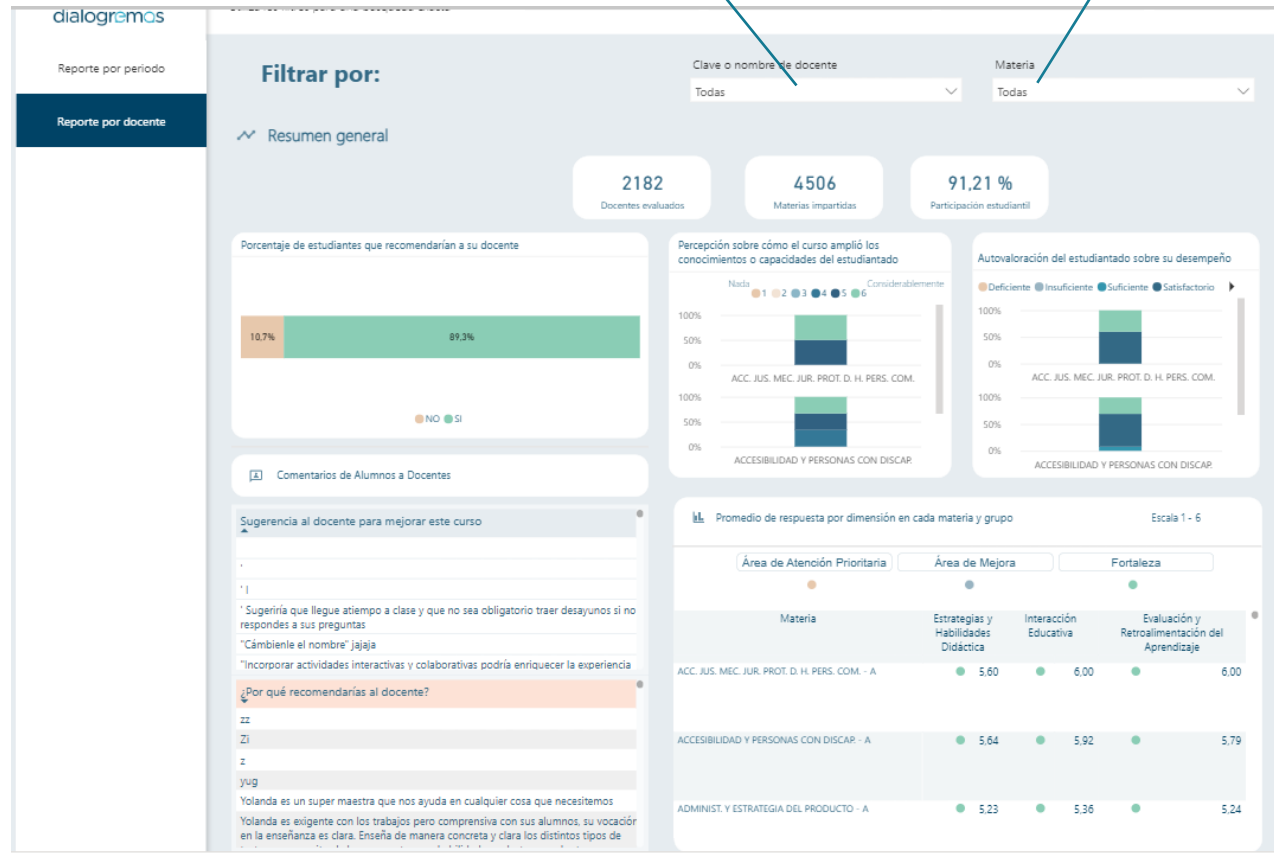 dialogremos
Reporte por periodo
Reporte por docente
Filtrar por:
Clave o nombre de docente
Todas
Materia
Todas
Resumen general
2182
Docentes evaluados
4506
Materias impartidas
91,21 %
Participación estudiantil
Porcentaje de estudiantes que recomendarían a su docente
10,7%
89,3%
NO SI
Percepción sobre cómo el curso amplió los
conocimientos o capacidades del estudiantado
Nada
1 2 3 4 5 6
Considerablemente
100%
50%
0%
ACC. JUS. MEC. JUR. PROT. D. H. PERS. COM.
100%
50%
0%
ACCESIBILIDAD Y PERSONAS CON DISCAP.
Autovaloración del estudiantado sobre su desempeño
Deficiente Insuficiente Suficiente Satisfactorio
100%
50%
0%
ACC. JUS. MEC. JUR. PROT. D. H. PERS. COM.
100%
50%
0%
ACCESIBILIDAD Y PERSONAS CON DISCAP.
Comentarios de Alumnos a Docentes
Sugerencia al docente para mejorar este curso
'
' I
' Sugeriría que llegue atiempo a clase y que no sea obligatorio traer desayunos si no
respondes a sus preguntas
"Cámbienle el nombre" jajaja
"Incorporar actividades interactivas y colaborativas podría enriquecer la experiencia
¿Por qué recomendarías al docente?
zz
Zi
z
yug
Yolanda es un super maestra que nos ayuda en cualquier cosa que necesitemos
Yolanda es exigente con los trabajos pero comprensiva con sus alumnos, su vocación
en la enseñanza es clara. Enseña de manera concreta y clara los distintos tipos de
Promedio de respuesta por dimensión en cada materia y grupo
Escala 1 - 6
Área de Atención Prioritaria
Área de Mejora
Fortaleza
Materia
Estrategias y
Habilidades
Didáctica
Interacción
Educativa
Evaluación y
Retroalimentación del
Aprendizaje
ACC. JUS. MEC. JUR. PROT. D. H. PERS. COM. - A 5,60 6,00 6,00
ACCESIBILIDAD Y PERSONAS CON DISCAP. - A 5,64 5,92 5,79
ADMINIST. Y ESTRATEGIA DEL PRODUCTO - A 5,23 5,36 5,24